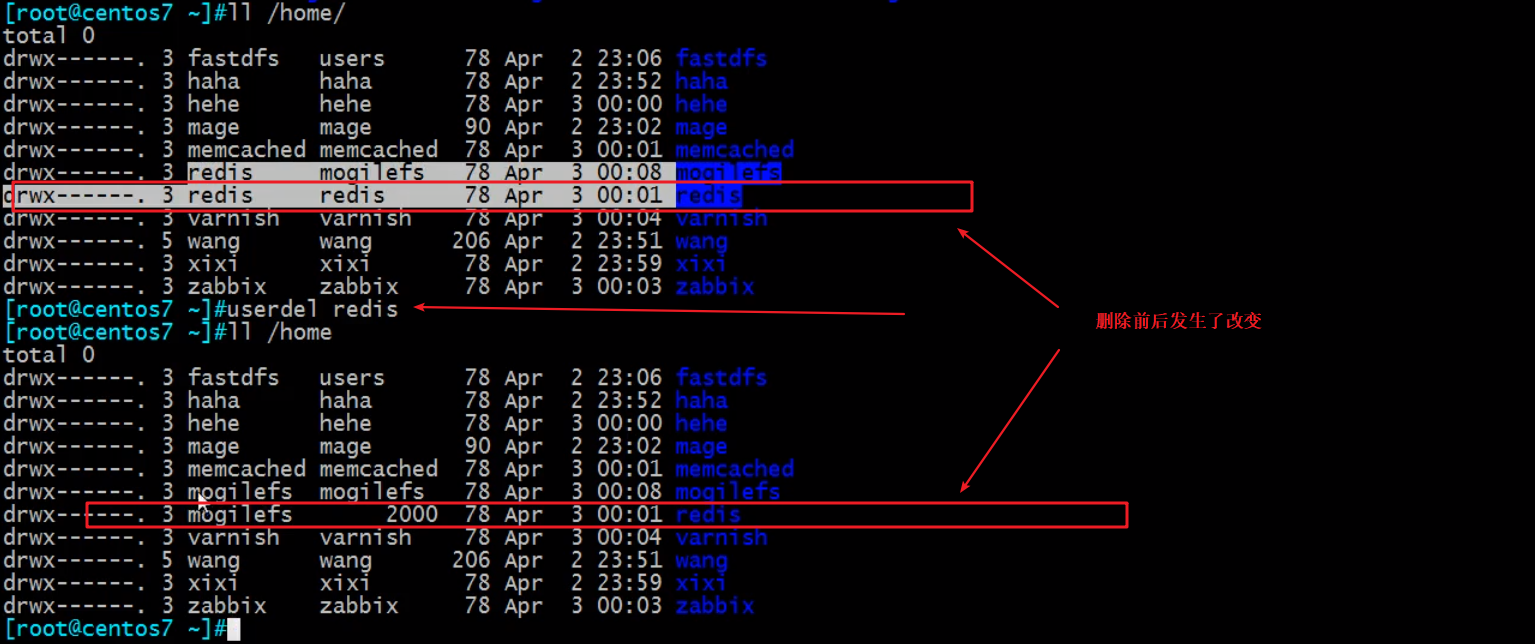 [root@centos7 ~]#ll /home/
total 0
drwx------. 3 fastdfs   users      78 Apr  2 23:06 fastdfs
drwx------. 3 haha      haha       78 Apr  2 23:52 haha
drwx------. 3 hehe      hehe       78 Apr  3 00:00 hehe
drwx------. 3 mage      mage       90 Apr  2 23:02 mage
drwx------. 3 memcached memcached  78 Apr  3 00:01 memcached
drwx------. 3 redis     mogilefs   78 Apr  3 00:08 mogilefs
drwx------. 3 redis     redis      78 Apr  3 00:01 redis
drwx------. 3 varnish   varnish    78 Apr  3 00:04 varnish
drwx------. 5 wang      wang      206 Apr  2 23:51 wang
drwx------. 3 xixi      xixi       78 Apr  2 23:59 xixi
drwx------. 3 zabbix    zabbix     78 Apr  3 00:03 zabbix
[root@centos7 ~]#userdel redis
删除前后发生了改变
[root@centos7 ~]#ll /home
total 0
drwx------. 3 fastdfs   users      78 Apr  2 23:06 fastdfs
drwx------. 3 haha      haha       78 Apr  2 23:52 haha
drwx------. 3 hehe      hehe       78 Apr  3 00:00 hehe
drwx------. 3 mage      mage       90 Apr  2 23:02 mage
drwx------. 3 memcached memcached  78 Apr  3 00:01 memcached
drwx------. 3 mogilefs  mogilefs   78 Apr  3 00:08 mogilefs
drwx------. 3 mogilefs       2000  78 Apr  3 00:01 redis
drwx------. 3 varnish   varnish    78 Apr  3 00:04 varnish
drwx------. 5 wang      wang      206 Apr  2 23:51 wang
drwx------. 3 xixi      xixi       78 Apr  2 23:59 xixi
drwx------. 3 zabbix    zabbix     78 Apr  3 00:03 zabbix
[root@centos7 ~]#